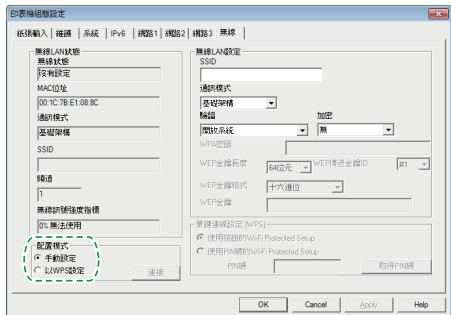 印表機組態設定
紙張輸入 維護 系統 IPv6 網路1 網路2 網路3 無線
無線LAN狀態
無線狀態
沒有設定
MAC位址
00:1C:7B:E1:08:8C
通訊模式
基礎架構
SSID
頻道
1
無線訊號強度指標
0% 無法使用
配置模式
手動設定
以WPS設定
連接
無線LAN設定
SSID
通訊模式
基礎架構
驗證 加密
開放系統 無
WPA密語
WEP金鑰長度 64位元 WEP傳送金鑰ID #1
WEP金鑰格式 十六進位
WEP金鑰
單鍵連線設定 [WPS]
使用按鈕的Wi-Fi Protected Setup
使用PIN碼的Wi-Fi Protected Setup
PIN碼 取得PIN碼
OK Cancel Apply Help